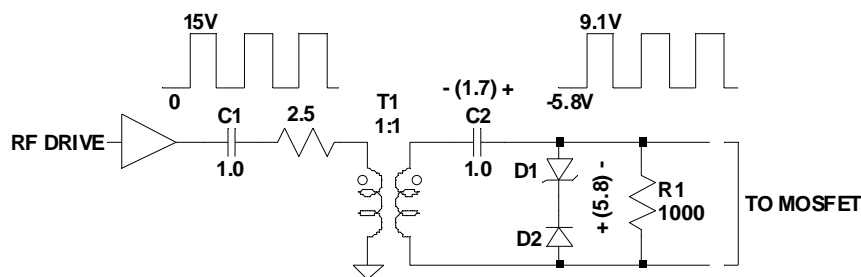 15V
9.1V
0
-5.8V
2.5
T1
1:1
- (1.7) +
C1
C2
RF DRIVE
1.0
1.0
D1
D2
+ (5.8) -
R1
1000
TO MOSFET